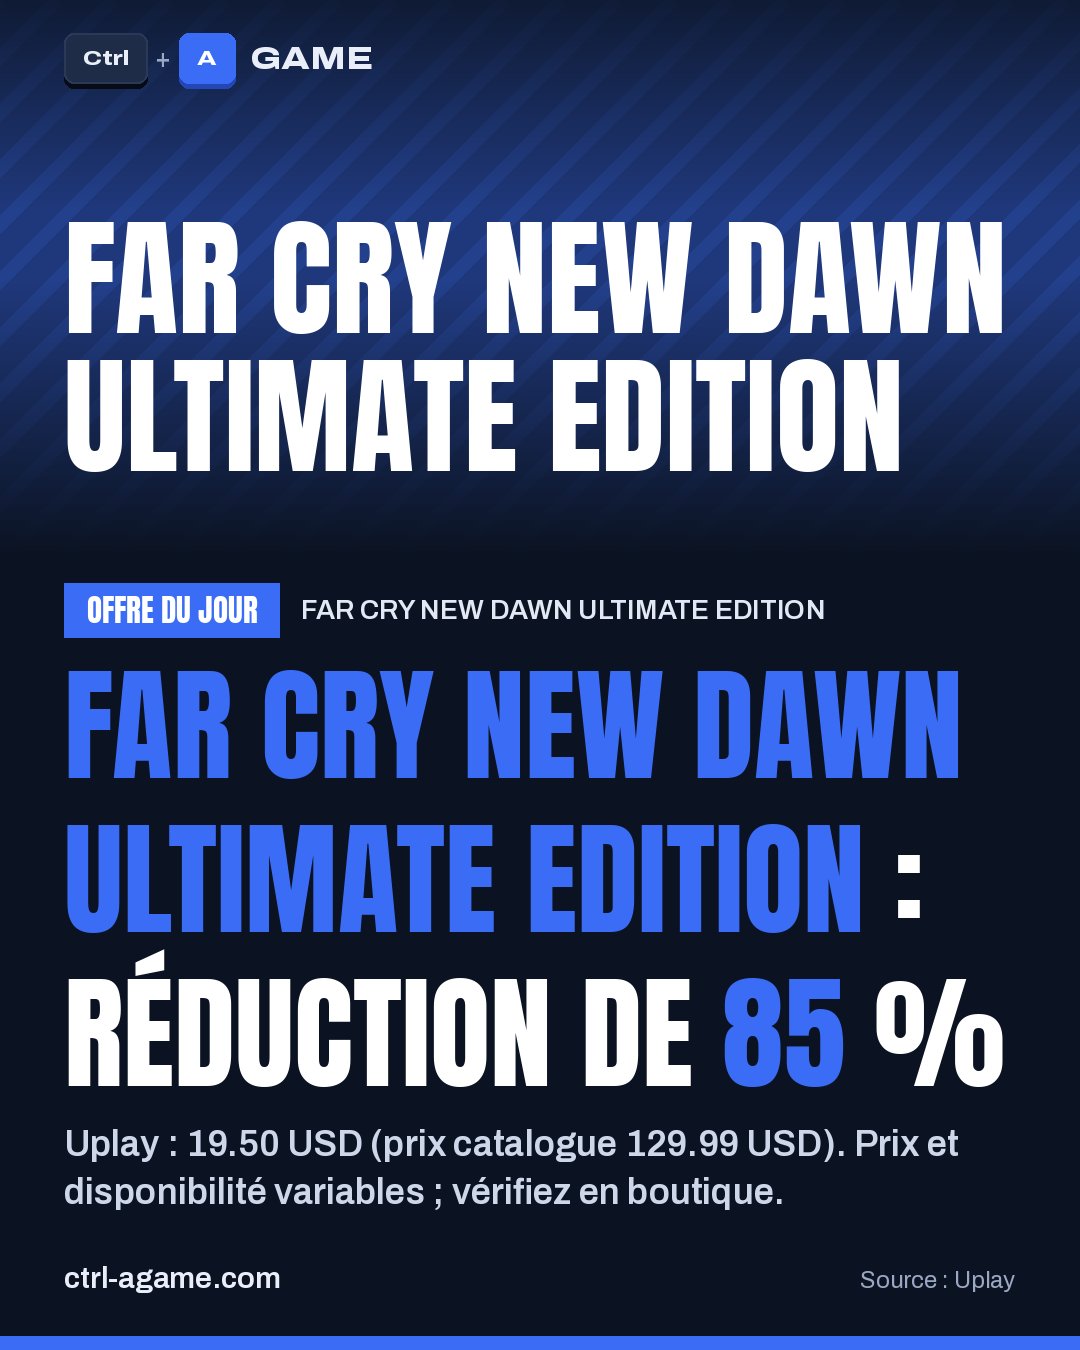 Ctrl + A GAME
FAR CRY NEW DAWN
ULTIMATE EDITION
OFFRE DU JOUR FAR CRY NEW DAWN ULTIMATE EDITION
FAR CRY NEW DAWN
ULTIMATE EDITION :
RÉDUCTION DE 85 %
Uplay : 19.50 USD (prix catalogue 129.99 USD). Prix et
disponibilité variables ; vérifiez en boutique.
ctrl-agame.com Source : Uplay